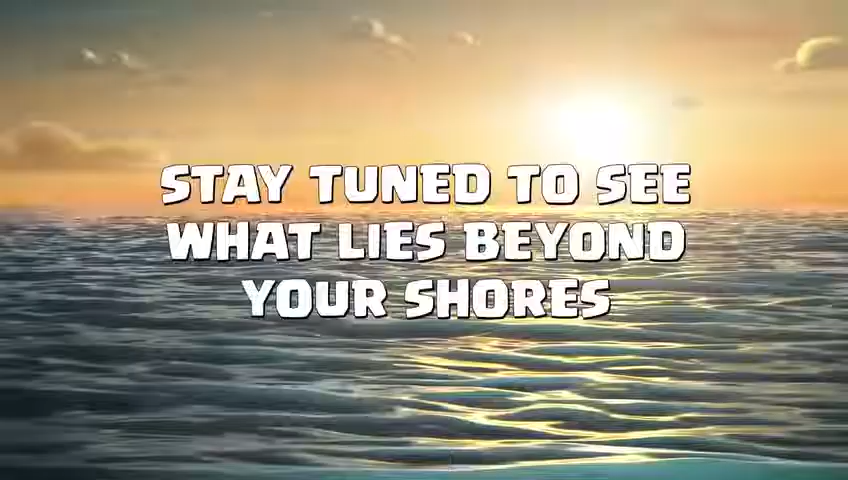 STAY TUNED TO SEE
WHAT LIES BEYOND
YOUR SHORES